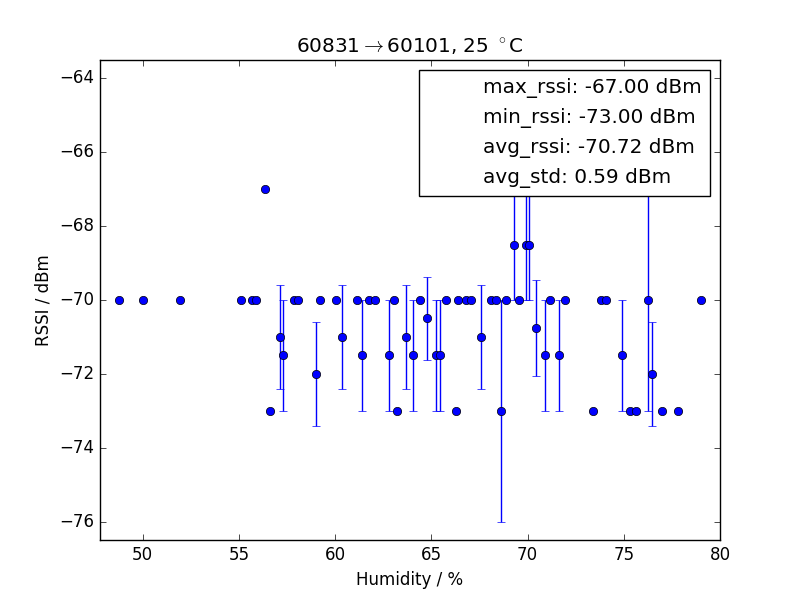 60831→60101, 25 °C
max_rssi: -67.00 dBm
min_rssi: -73.00 dBm
avg_rssi: -70.72 dBm
avg_std: 0.59 dBm
RSSI / dBm
−64
−66
−68
−70
−72
−74
−76
50 55 60 65 70 75 80
Humidity / %